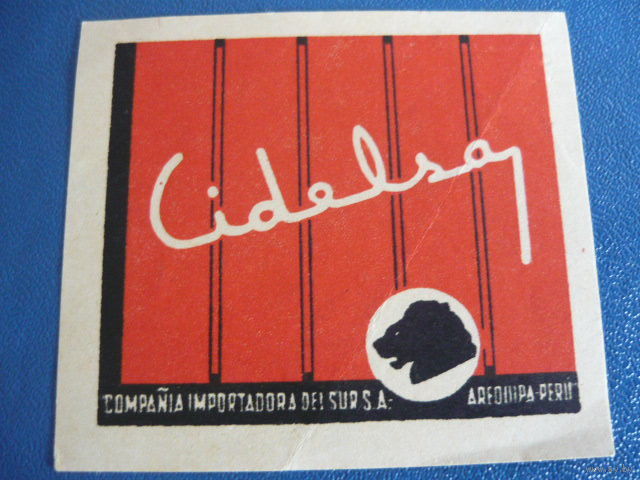 Cidelsa
COMPAÑIA IMPORTADORA DEL SUR S.A.- AREQUIPA-PERU